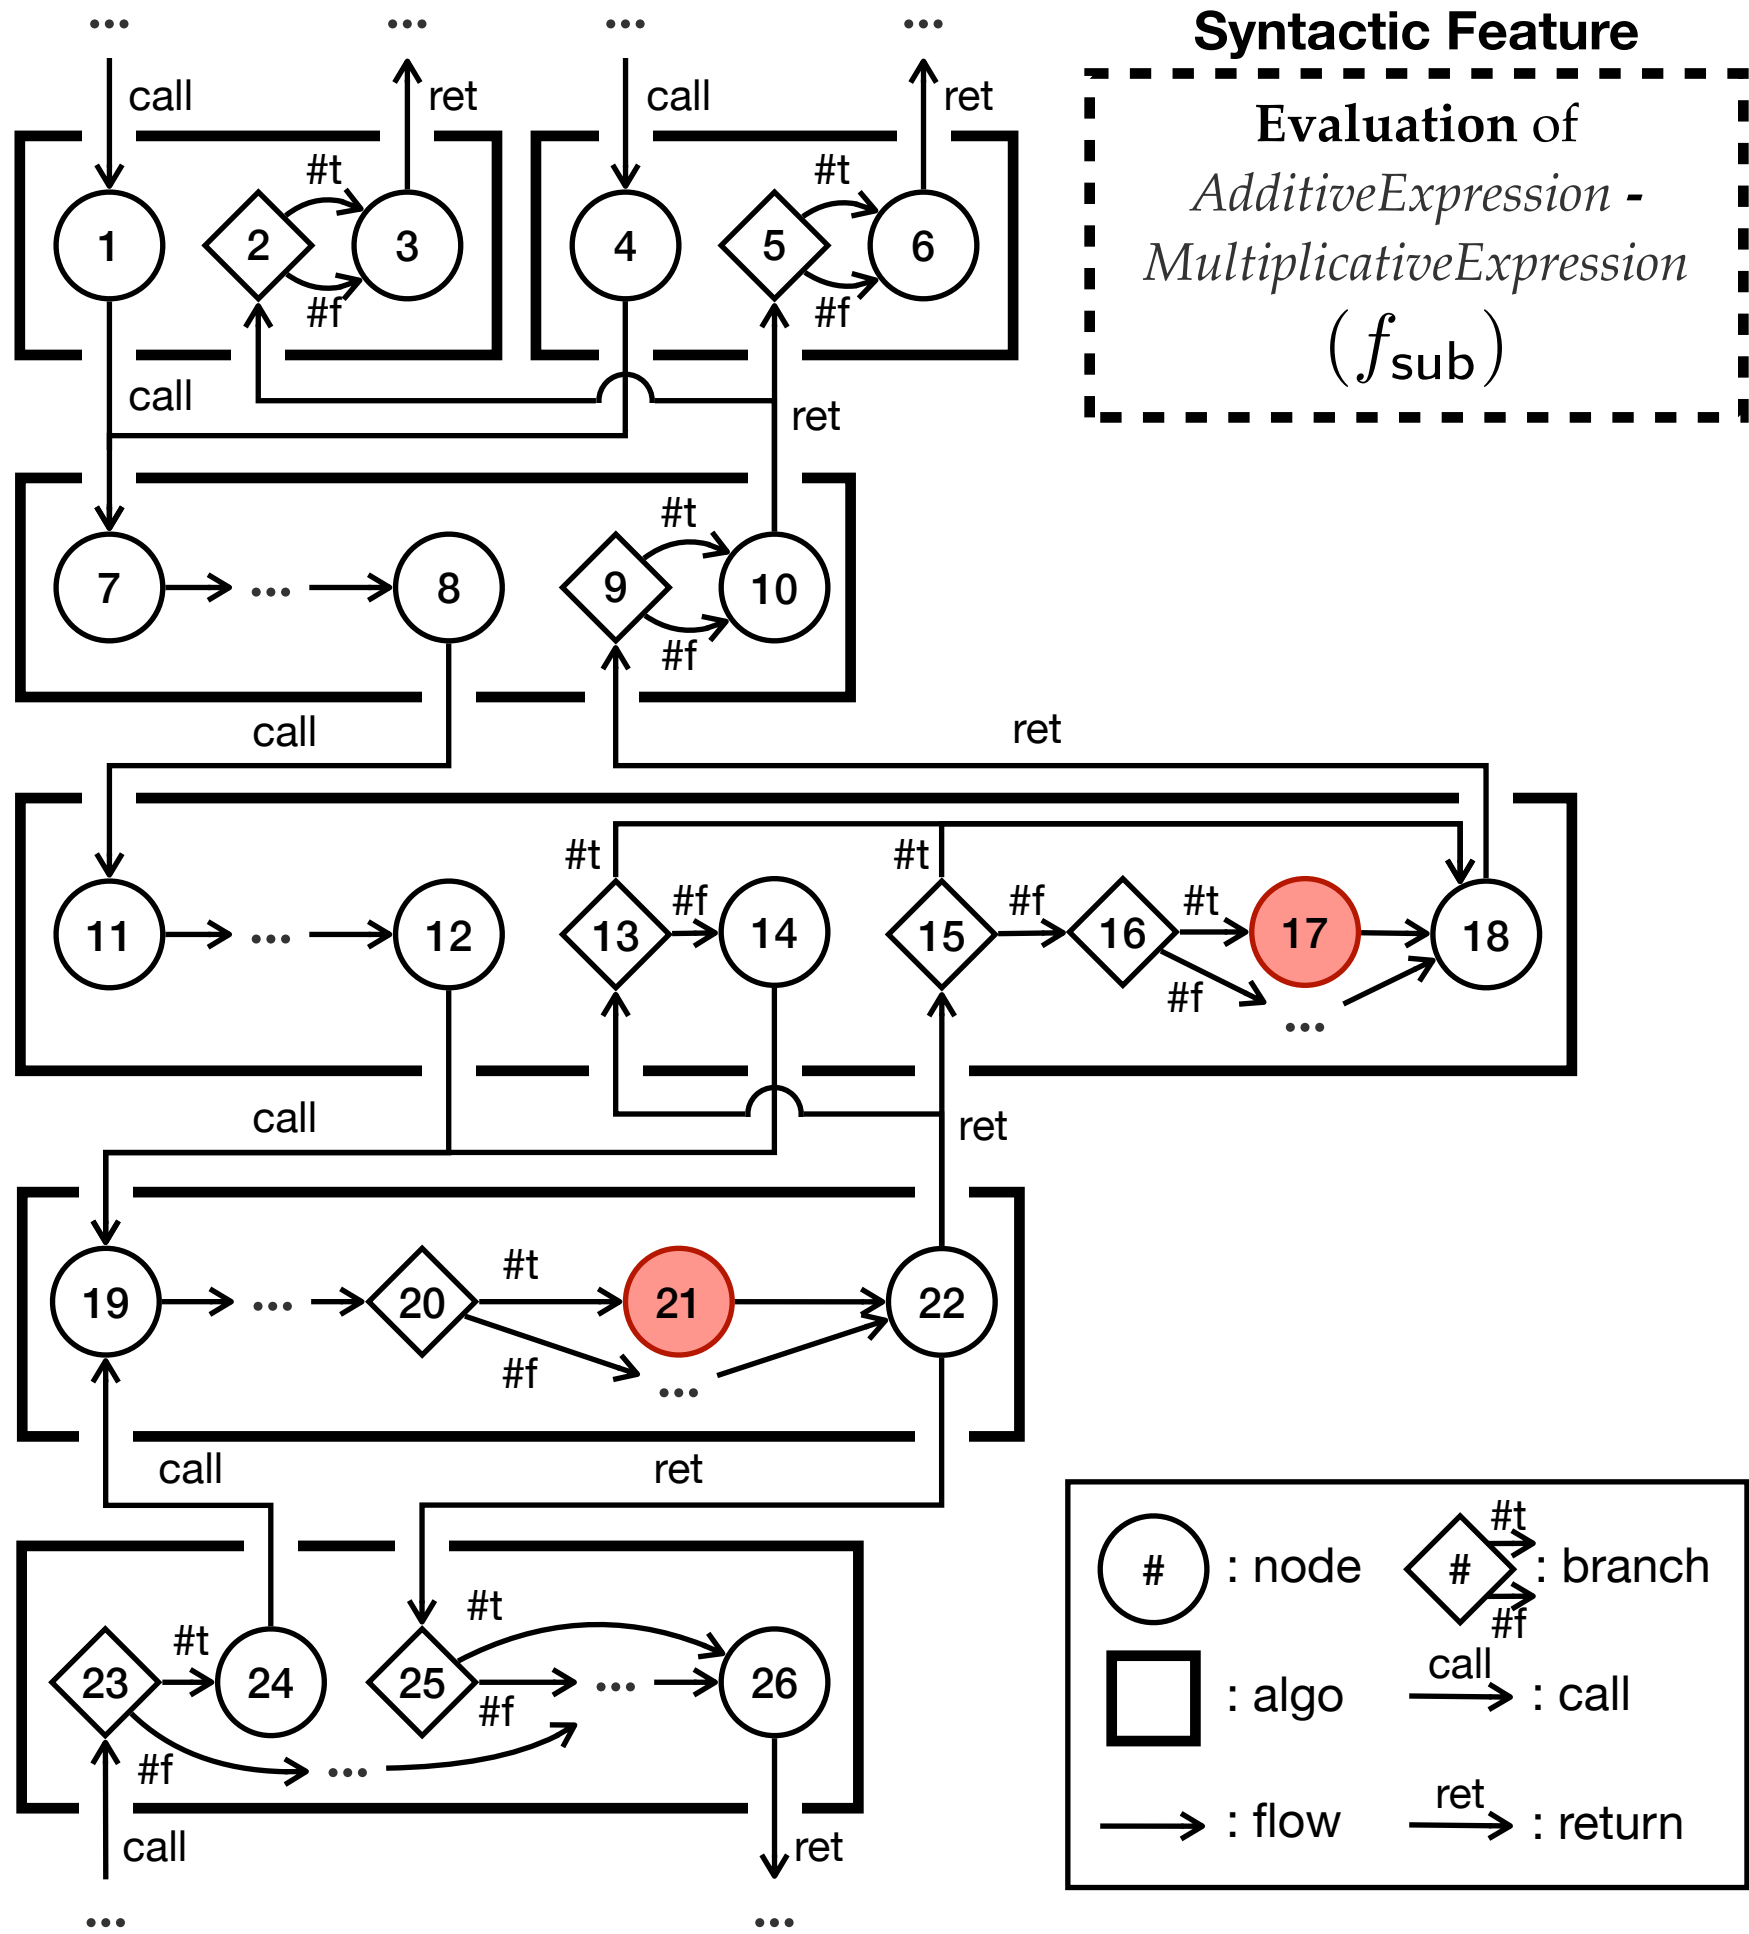 ... ... ... ...
Syntactic Feature
call ret call ret
Evaluation of
AdditiveExpression -
MultiplicativeExpression
(fsub)
#t #t
1 2 3 4 5 6
#f #f
call ret
#t
7 ... 8 9 10
#f
call ret
#t #t
#f #f #t
11 ... 12 13 14 15 16 17 18
#f
...
call ret
#t
19 ... 20 21 22
#f ...
call ret
#t
#t
23 24 25 ... 26
#f
#f ...
call ret
... ...
#t
# : node # : branch
#f
call
: algo : call
ret
: flow : return